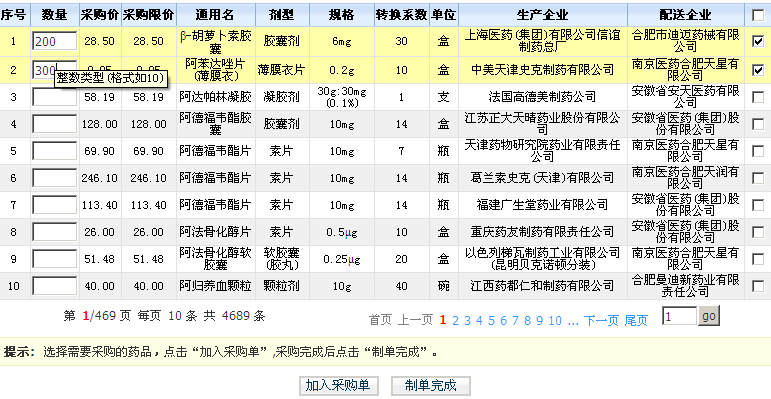 序号 数量 采购价 采购限价 通用名 剂型 规格 转换系数 单位 生产企业 配送企业
1 200 28.50 28.50 β-胡萝卜素胶囊 胶囊剂 6mg 30 盒 上海医药(集团)有限公司信谊制药总厂 合肥市迪迈药械有限公司
2 300 阿苯达唑片(薄膜衣) 薄膜衣片 0.2g 10 盒 中美天津史克制药有限公司 南京医药合肥天星有限公司
整数类型(格式如10)
3 58.19 58.19 阿达帕林凝胶 凝胶剂 30g:30mg(0.1%) 1 支 法国高德美制药公司 安徽省安天医药有限公司
4 128.00 128.00 阿德福韦酯胶囊 胶囊剂 10mg 14 盒 江苏正大天晴药业股份有限公司 安徽省医药(集团)股份有限公司
5 69.90 69.90 阿德福韦酯片 素片 10mg 7 瓶 天津药物研究院药业有限责任公司 南京医药合肥天星有限公司
6 246.10 246.10 阿德福韦酯片 素片 10mg 14 瓶 葛兰素史克(天津)有限公司 南京医药合肥天润有限公司
7 113.40 113.40 阿德福韦酯片 素片 10mg 14 瓶 福建广生堂药业有限公司 安徽省医药(集团)股份有限公司
8 26.00 26.00 阿法骨化醇片 素片 0.5μg 10 盒 重庆药友制药有限责任公司 安徽省医药(集团)股份有限公司
9 51.48 51.48 阿法骨化醇软胶囊 软胶囊(胶丸) 0.25μg 20 盒 以色列梯瓦制药工业有限公司(昆明贝克诺顿分装) 南京医药合肥天星有限公司
10 40.00 40.00 阿归养血颗粒 颗粒剂 10g 40 碗 江西药都仁和制药有限公司 合肥曼迪新药业有限责任公司
第 1/469 页 每页 10 条 共 4689 条 首页 上一页 1 2 3 4 5 6 7 8 9 10 ... 下一页 尾页 1 go
提示: 选择需要采购的药品，点击“加入采购单”,采购完成后点击“制单完成”。
加入采购单 制单完成